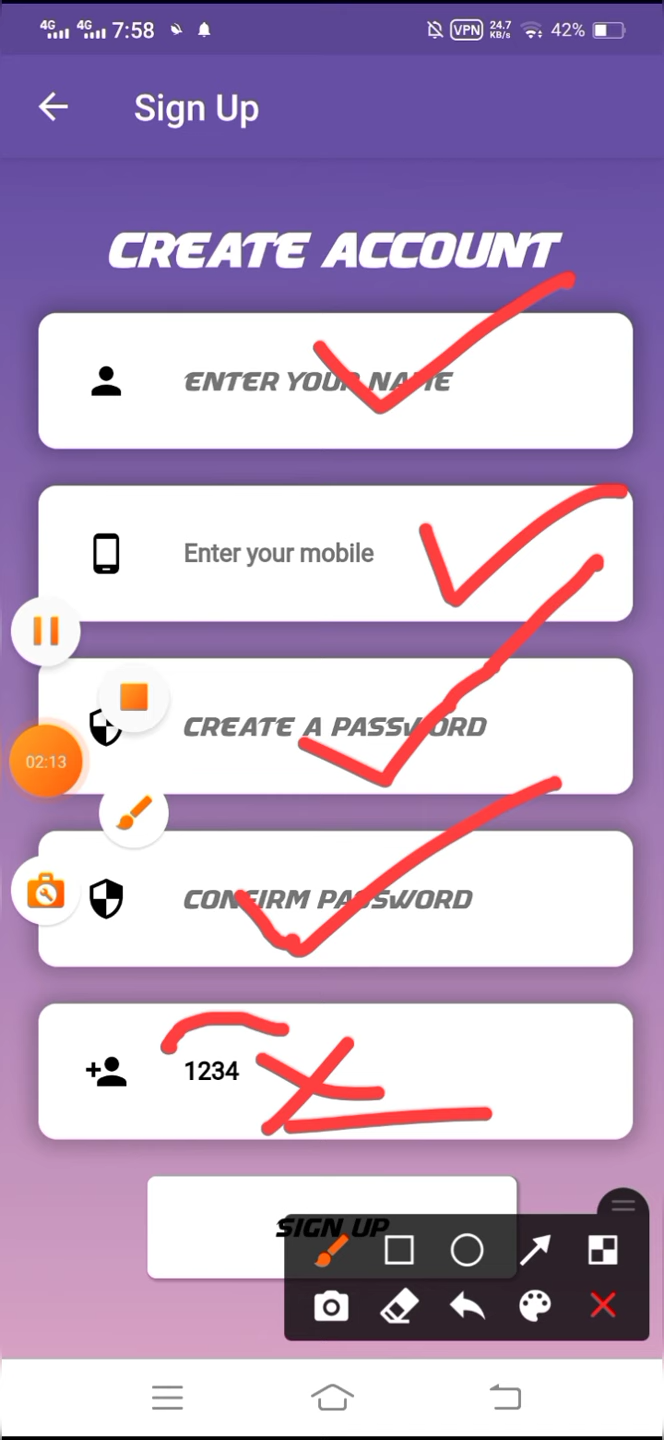 4G 4G 7:58 VPN 24.7 KB/s 42%
Sign Up
CREATE ACCOUNT
ENTER YOUR NAME
Enter your mobile
CREATE A PASSWORD
02:13
CONFIRM PASSWORD
1234
SIGN UP